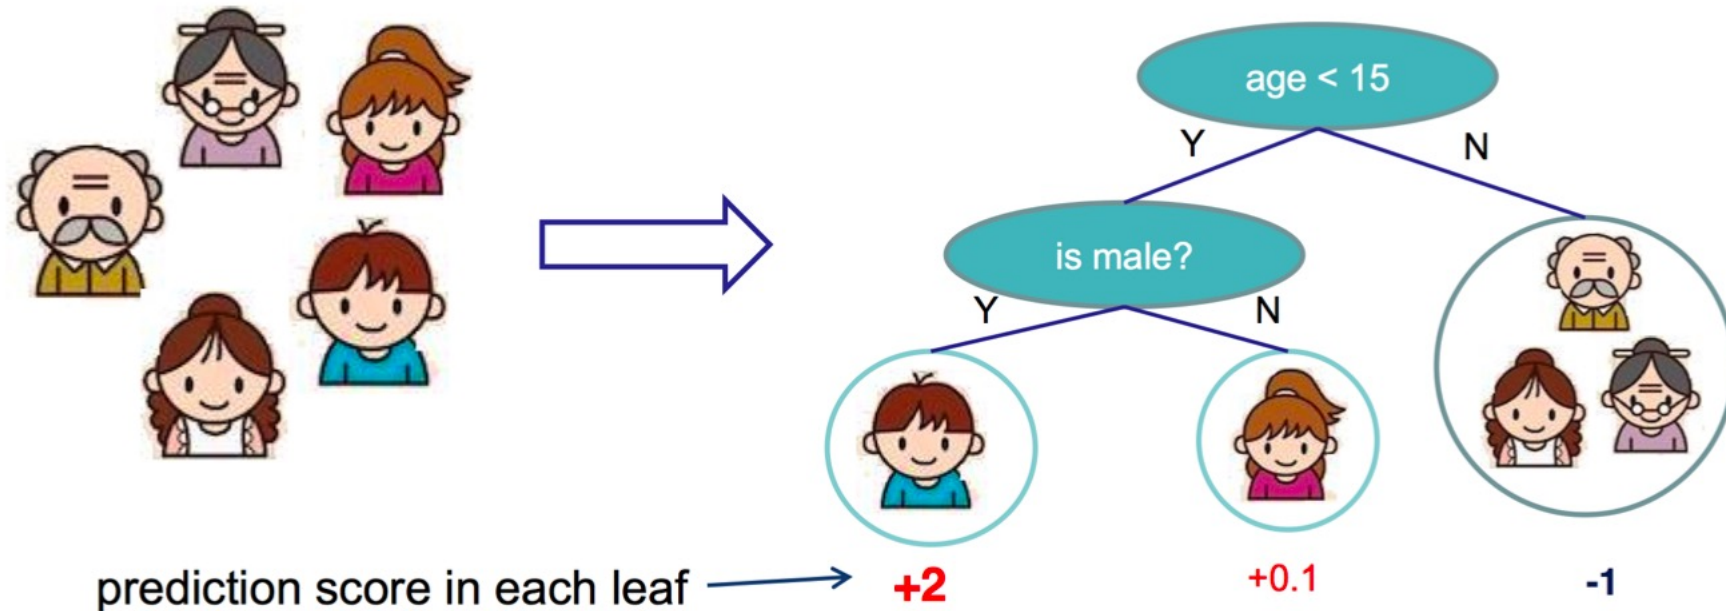 age < 15
Y
N
is male?
Y
N
prediction score in each leaf
+2
+0.1
-1